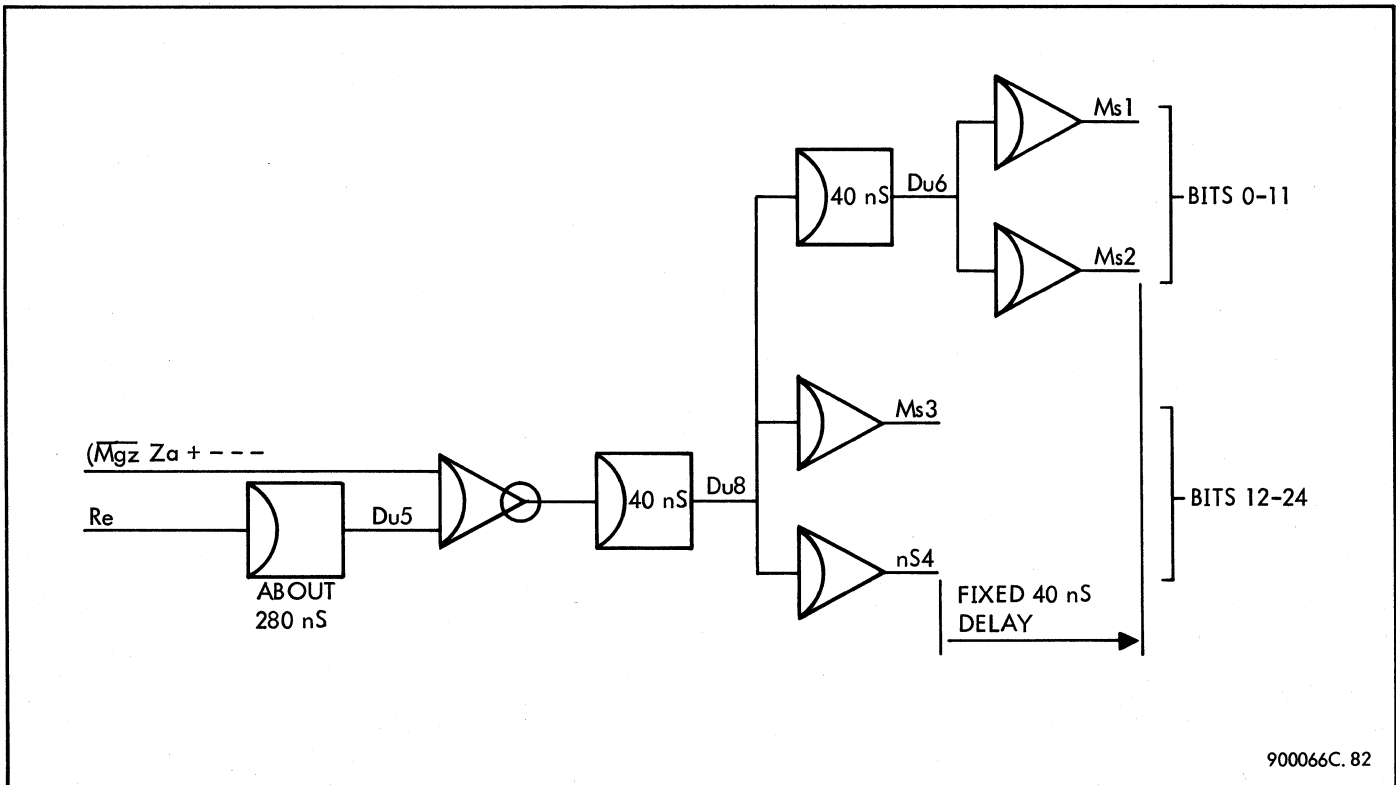 Ms1
40 nS
Du6
BITS 0-11
Ms2
Ms3
(M̅g̅z̅ Za + ---
40 nS
Du8
BITS 12-24
Re
Du5
nS4
ABOUT
280 nS
FIXED 40 nS
DELAY
900066C. 82